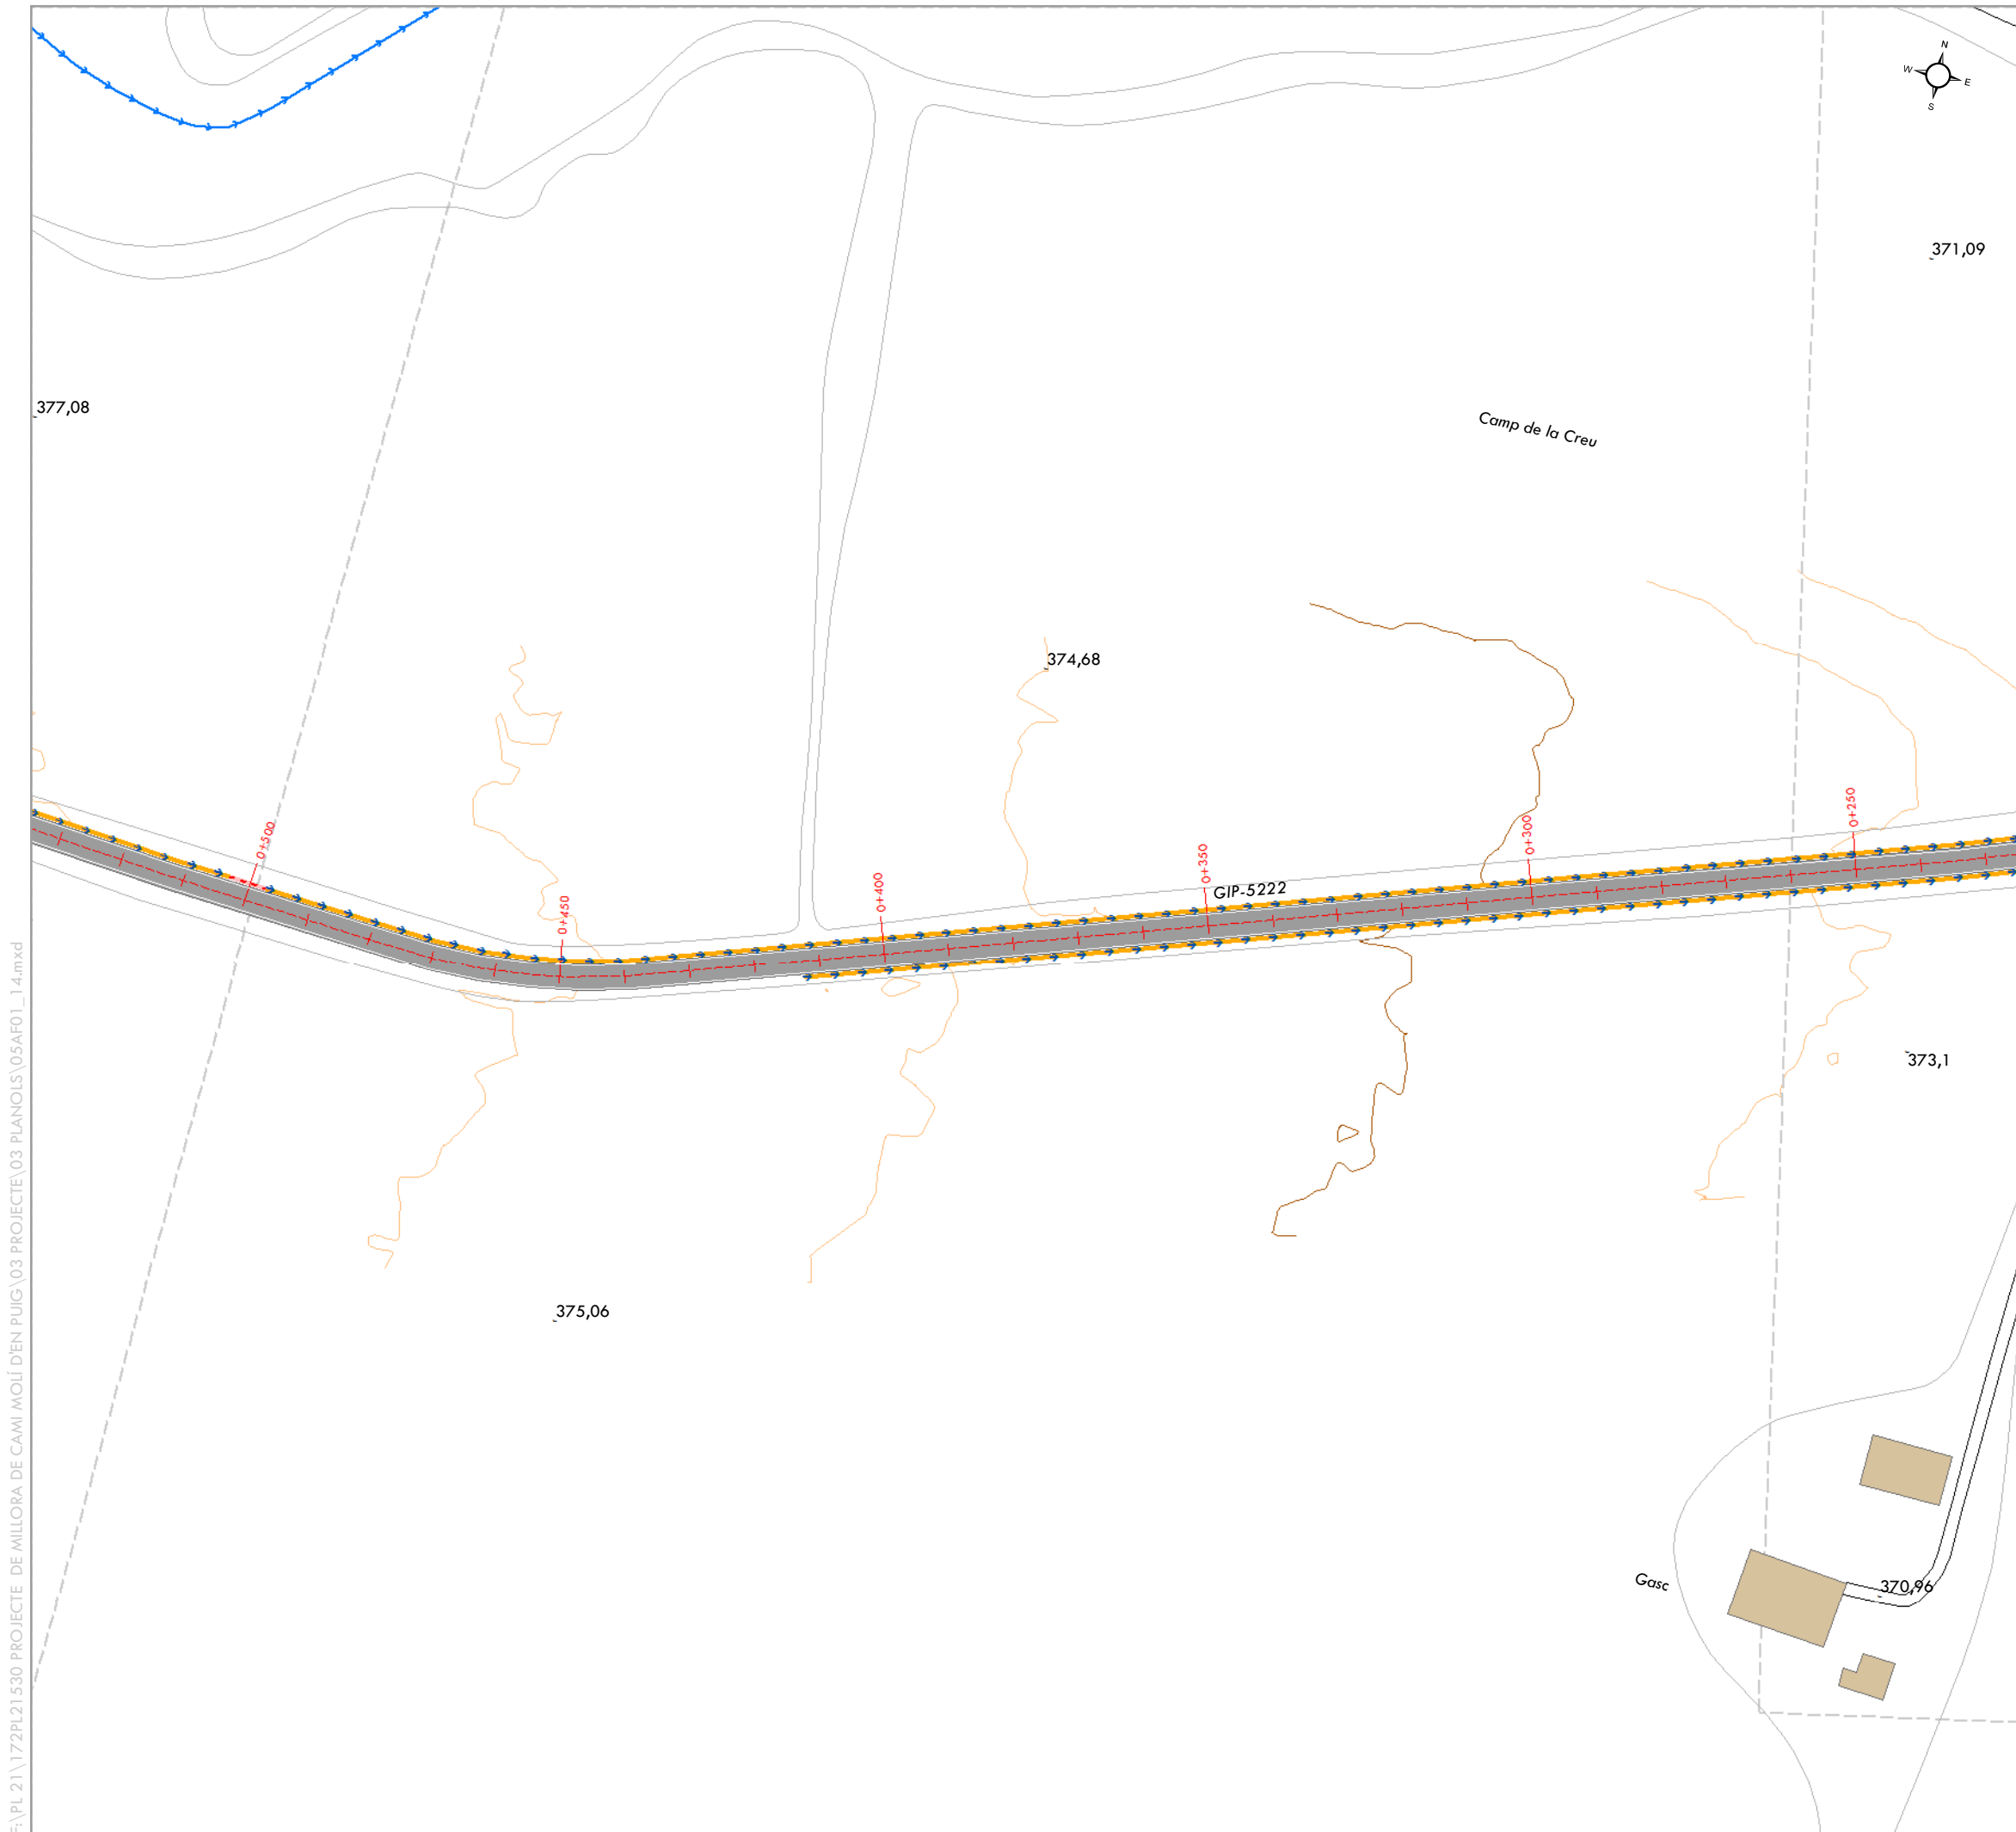 N
W
E
S
371,09
377,08
Camp de la Creu
374,68
0+250
0+500
0+300
0+350
0+400
GIP-5222
0+450
373,1
375,06
Gasc
370,96
F:\PL 21\172PL21530 PROJECTE DE MILLORA DE CAMI MOLÍ D'EN PUIG\03 PROJECTE\03 PLANOLS\05AF01_14.mxd